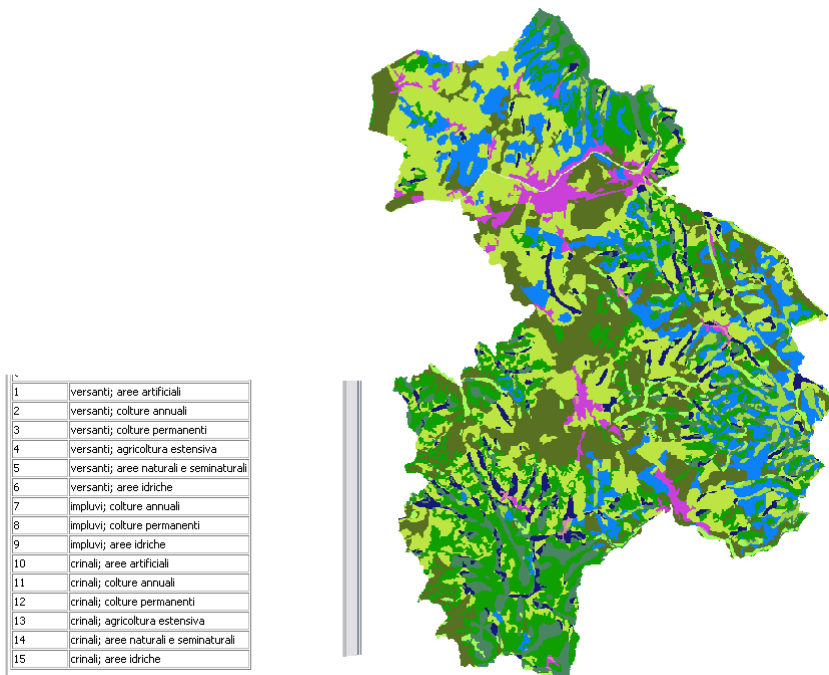 1 versanti; aree artificiali
2 versanti; colture annuali
3 versanti; colture permanenti
4 versanti; agricoltura estensiva
5 versanti; aree naturali e seminaturali
6 versanti; aree idriche
7 impluvi; colture annuali
8 impluvi; colture permanenti
9 impluvi; aree idriche
10 crinali; aree artificiali
11 crinali; colture annuali
12 crinali; colture permanenti
13 crinali; agricoltura estensiva
14 crinali; aree naturali e seminaturali
15 crinali; aree idriche